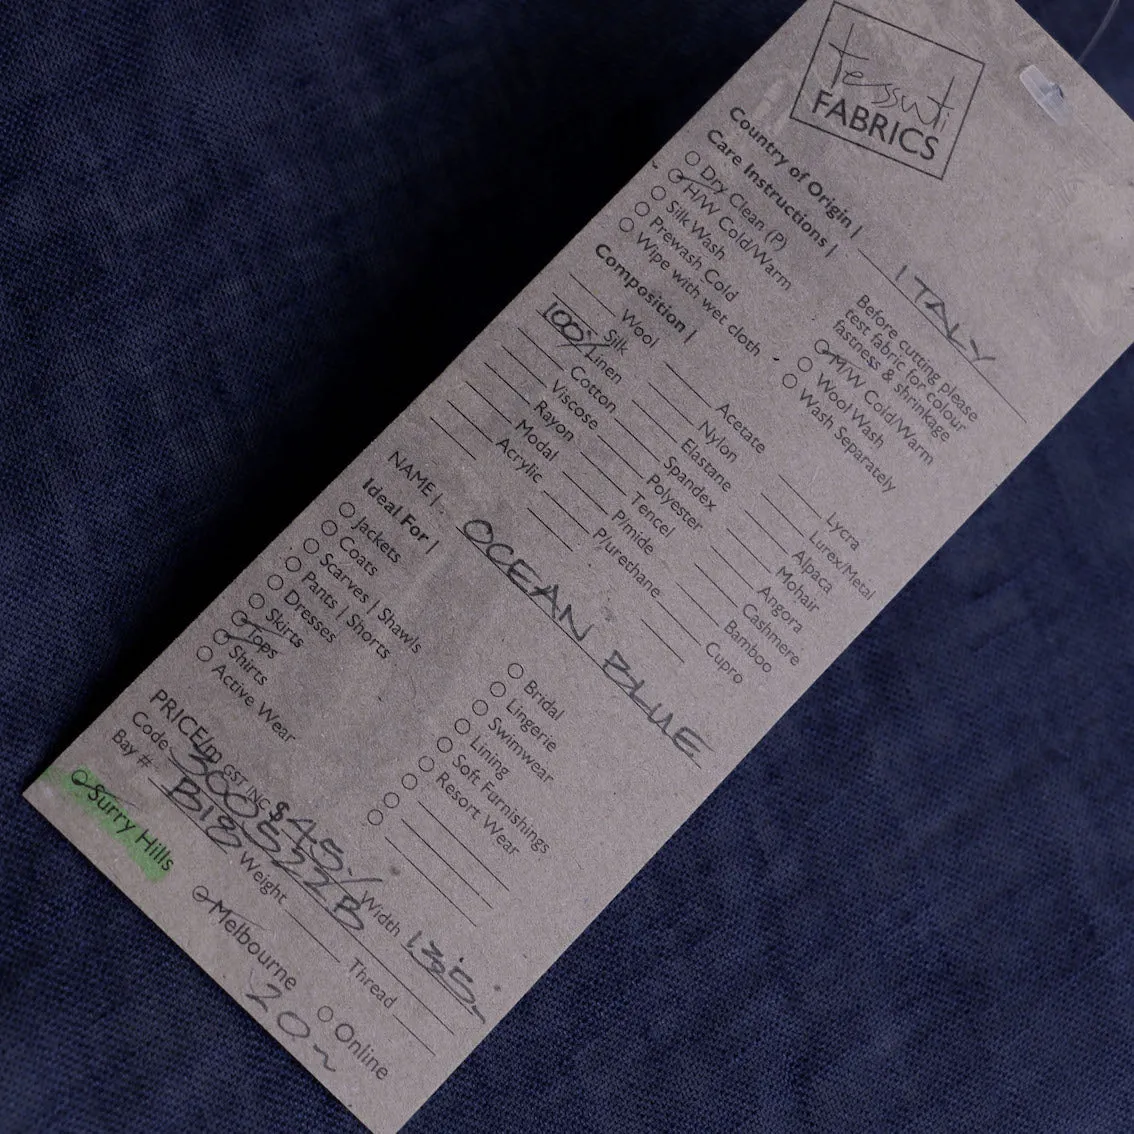 tessuti
FABRICS
Country of Origin | ITALY
Care Instructions |
Dry Clean (P)
H/W Cold/Warm
Silk Wash
Prewash Cold
Wipe with wet cloth
Before cutting please
test fabric for colour
fastness & shrinkage
M/W Cold/Warm
Wool Wash
Wash Separately
Composition |
Wool
Silk
100% Linen
Cotton
Viscose
Rayon
Modal
Acrylic
Acetate
Nylon
Elastane
Spandex
Polyester
Tencel
P/mide
P/urethane
Lycra
Lurex/Metal
Alpaca
Mohair
Angora
Cashmere
Bamboo
Cupro
NAME | OCEAN BLUE
Ideal For |
Jackets
Coats
Scarves | Shawls
Pants | Shorts
Dresses
Skirts
Tops
Shirts
Active Wear
Bridal
Lingerie
Swimwear
Lining
Soft Furnishings
Resort Wear
PRICE/m GST INC $45 Width 135
Code
Bay # Weight Thread
Surry Hills Melbourne Online